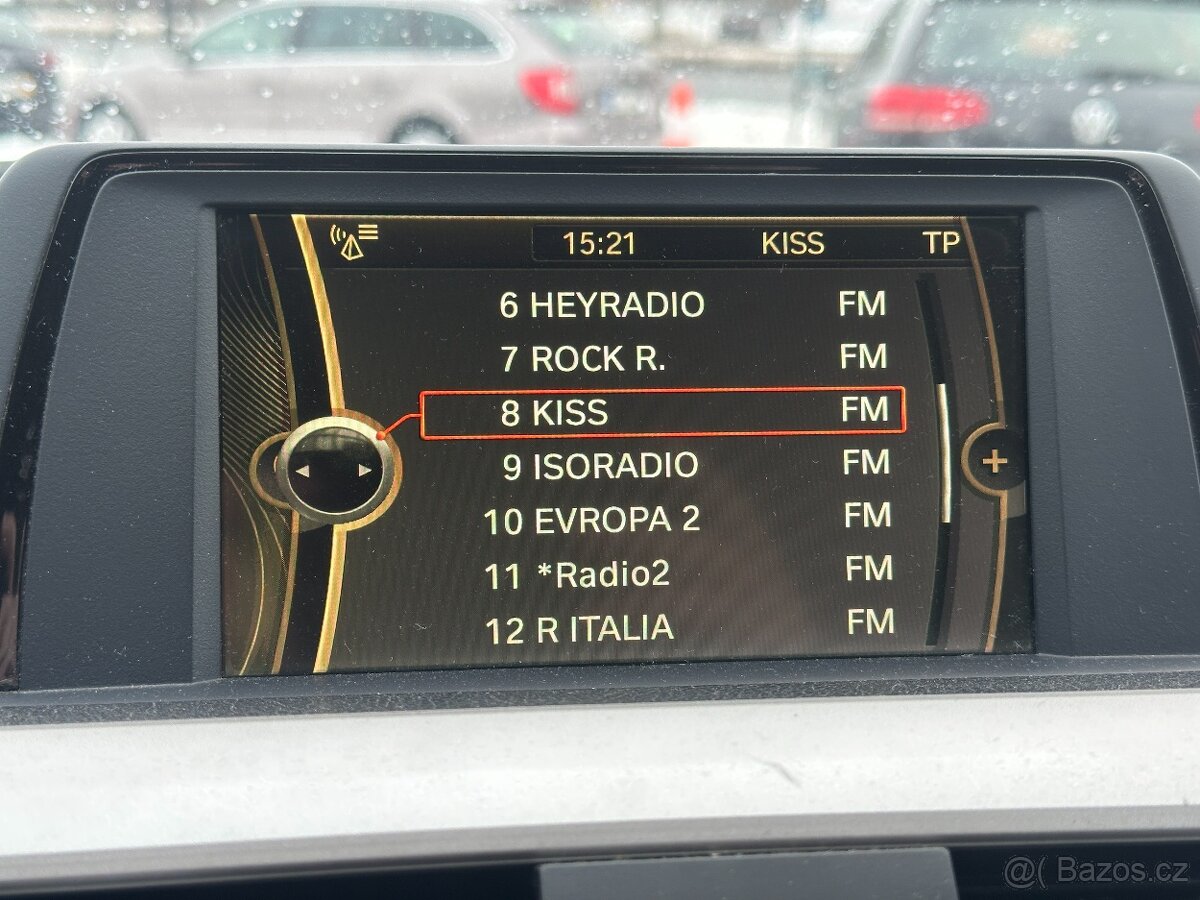 15:21 KISS TP
6 HEYRADIO FM
7 ROCK R. FM
8 KISS FM
9 ISORADIO FM
10 EVROPA 2 FM
11 *Radio2 FM
12 R ITALIA FM
@( Bazos.cz